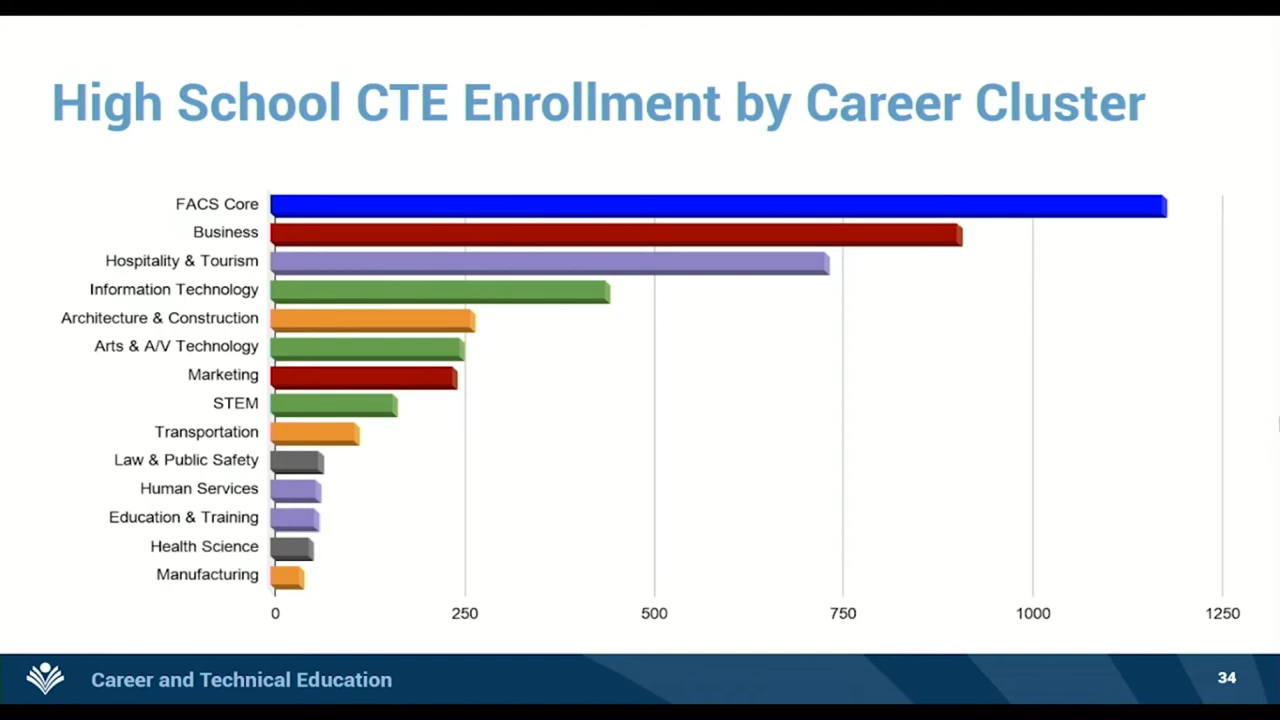 High School CTE Enrollment by Career Cluster
FACS Core
Business
Hospitality & Tourism
Information Technology
Architecture & Construction
Arts & A/V Technology
Marketing
STEM
Transportation
Law & Public Safety
Human Services
Education & Training
Health Science
Manufacturing
0 250 500 750 1000 1250
Career and Technical Education 34